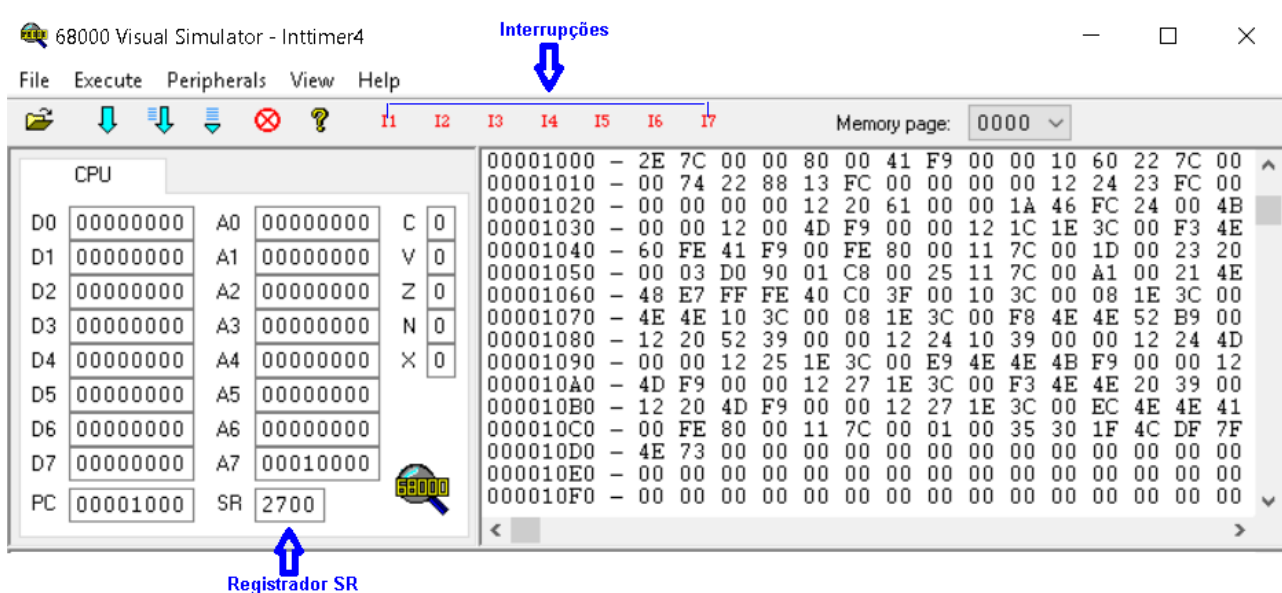 Interrupções
68000 Visual Simulator - Inttimer4
File Execute Peripherals View Help
I1 I2 I3 I4 I5 I6 I7 Memory page: 0000
CPU
D0 00000000 A0 00000000 C 0
D1 00000000 A1 00000000 V 0
D2 00000000 A2 00000000 Z 0
D3 00000000 A3 00000000 N 0
D4 00000000 A4 00000000 X 0
D5 00000000 A5 00000000
D6 00000000 A6 00000000
D7 00000000 A7 00010000
PC 00001000 SR 2700
68000
00001000 - 2E 7C 00 00 80 00 41 F9 00 00 10 60 22 7C 00
00001010 - 00 74 22 88 13 FC 00 00 00 00 12 24 23 FC 00
00001020 - 00 00 00 00 12 20 61 00 00 1A 46 FC 24 00 4B
00001030 - 00 00 12 00 4D F9 00 00 12 1C 1E 3C 00 F3 4E
00001040 - 60 FE 41 F9 00 FE 80 00 11 7C 00 1D 00 23 20
00001050 - 00 03 D0 90 01 C8 00 25 11 7C 00 A1 00 21 4E
00001060 - 48 E7 FF FE 40 C0 3F 00 10 3C 00 08 1E 3C 00
00001070 - 4E 4E 10 3C 00 08 1E 3C 00 F8 4E 4E 52 B9 00
00001080 - 12 20 52 39 00 00 12 24 10 39 00 00 12 24 4D
00001090 - 00 00 12 25 1E 3C 00 E9 4E 4E 4B F9 00 00 12
000010A0 - 4D F9 00 00 12 27 1E 3C 00 F3 4E 4E 20 39 00
000010B0 - 12 20 4D F9 00 00 12 27 1E 3C 00 EC 4E 4E 41
000010C0 - 00 FE 80 00 11 7C 00 01 00 35 30 1F 4C DF 7F
000010D0 - 4E 73 00 00 00 00 00 00 00 00 00 00 00 00 00
000010E0 - 00 00 00 00 00 00 00 00 00 00 00 00 00 00 00
000010F0 - 00 00 00 00 00 00 00 00 00 00 00 00 00 00 00
Registrador SR